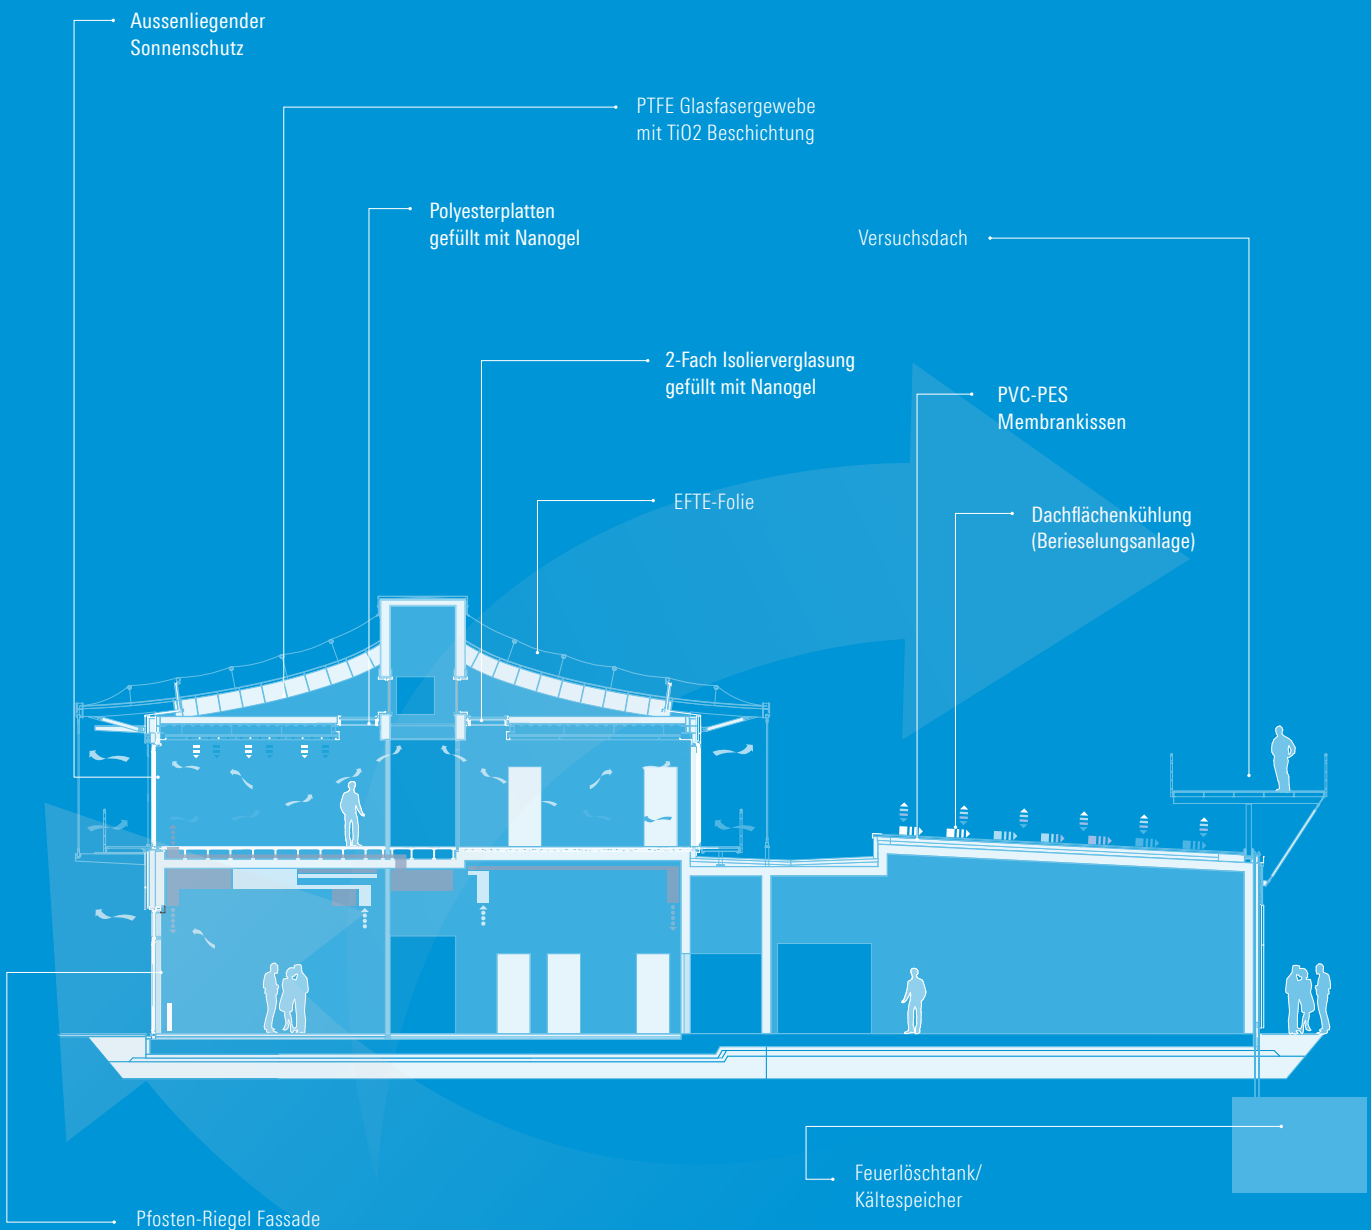 Aussenliegender
Sonnenschutz
PTFE Glasfasergewebe
mit TiO2 Beschichtung
Polyesterplatten
gefüllt mit Nanogel
Versuchsdach
2-Fach Isolierverglasung
gefüllt mit Nanogel
PVC-PES
Membrankissen
EFTE-Folie
Dachflächenkühlung
(Berieselungsanlage)
Feuerlöschtank/
Kältespeicher
Pfosten-Riegel Fassade